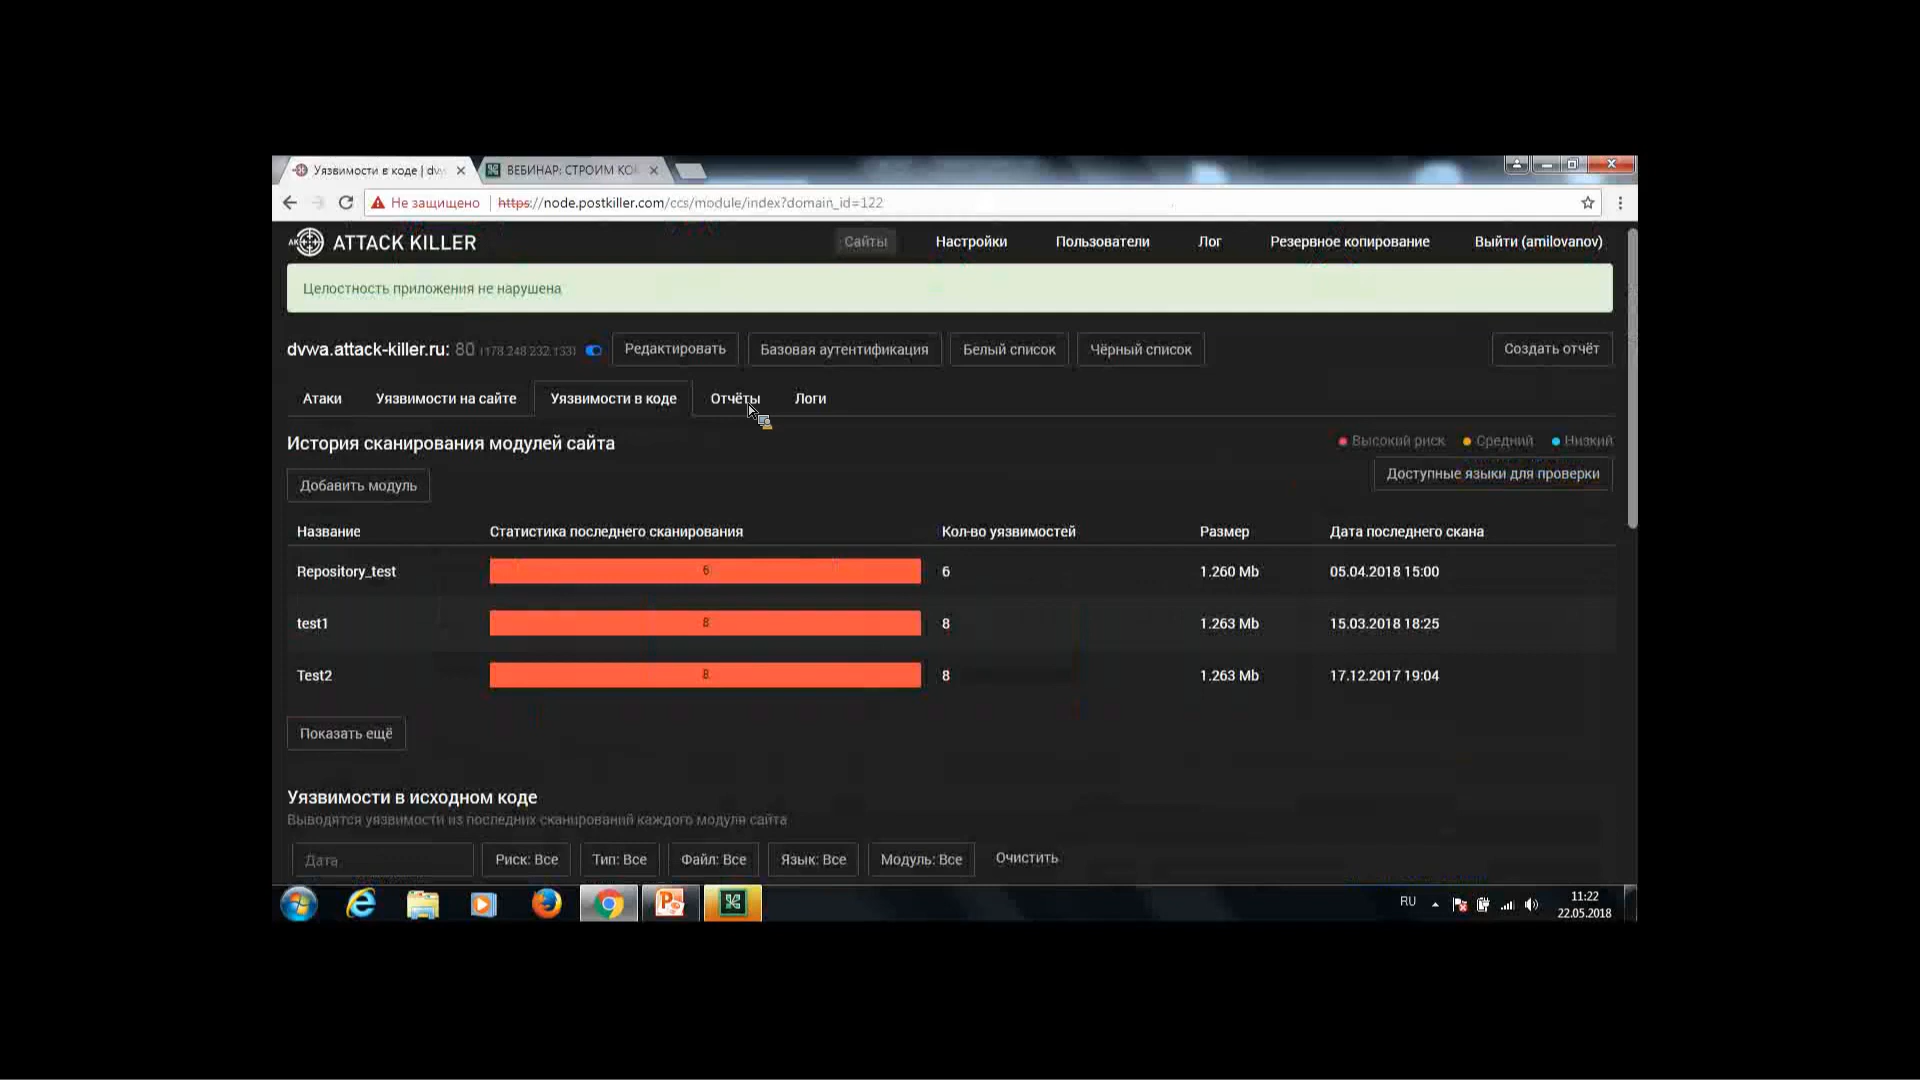 Уязвимости в коде | dv
ВЕБИНАР: СТРОИМ КО
Не защищено https://node.postkiller.com/ccs/module/index?domain_id=122
АК ATTACK KILLER Сайты Настройки Пользователи Лог Резервное копирование Выйти (amilovanov)
Целостность приложения не нарушена
dvwa.attack-killer.ru: 80 (178.248.232.133) Редактировать Базовая аутентификация Белый список Чёрный список Создать отчёт
Атаки Уязвимости на сайте Уязвимости в коде Отчёты Логи
История сканирования модулей сайта Высокий риск Средний Низкий
Добавить модуль Доступные языки для проверки
Название Статистика последнего сканирования Кол-во уязвимостей Размер Дата последнего скана
Repository_test 6 6 1.260 Mb 05.04.2018 15:00
test1 8 8 1.263 Mb 15.03.2018 18:25
Test2 8 8 1.263 Mb 17.12.2017 19:04
Показать ещё
Уязвимости в исходном коде
Выводятся уязвимости из последних сканирований каждого модуля сайта
Дата Риск: Все Тип: Все Файл: Все Язык: Все Модуль: Все Очистить
RU 11:22
22.05.2018